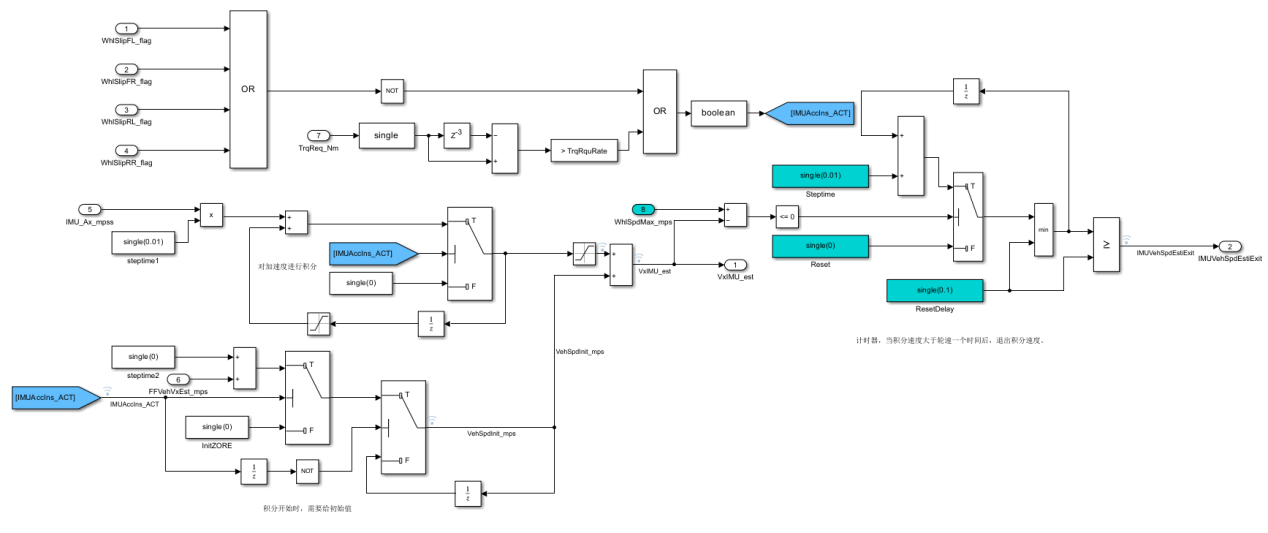 1
WhlSlipFL_flag
2
WhlSlipFR_flag
3
WhlSlipRL_flag
4
WhlSlipRR_flag
OR
NOT
7
TrqReq_Nm
single
Z-3
−
+
> TrqRquRate
OR
boolean
[IMUAccIns_ACT]
1
z
+
+
single(0.01)
Steptime
T
F
8
WhlSpdMax_mps
+
−
<= 0
single(0)
Reset
min
≥
single(0.1)
ResetDelay
IMUVehSpdEstiExit
2
IMUVehSpdEstiExit
计时器，当积分速度大于轮速一个时间后，退出积分速度。
5
IMU_Ax_mpss
x
single(0.01)
steptime1
+
+
对加速度进行积分
[IMUAccIns_ACT]
single(0)
T
F
1
z
+
+
VxIMU_est
1
VxIMU_est
VehSpdInit_mps
single(0)
steptime2
6
FFVehVxEst_mps
+
+
[IMUAccIns_ACT]
IMUAccIns_ACT
single(0)
InitZORE
T
F
T
F
VehSpdInit_mps
1
z
NOT
1
z
积分开始时，需要给初始值